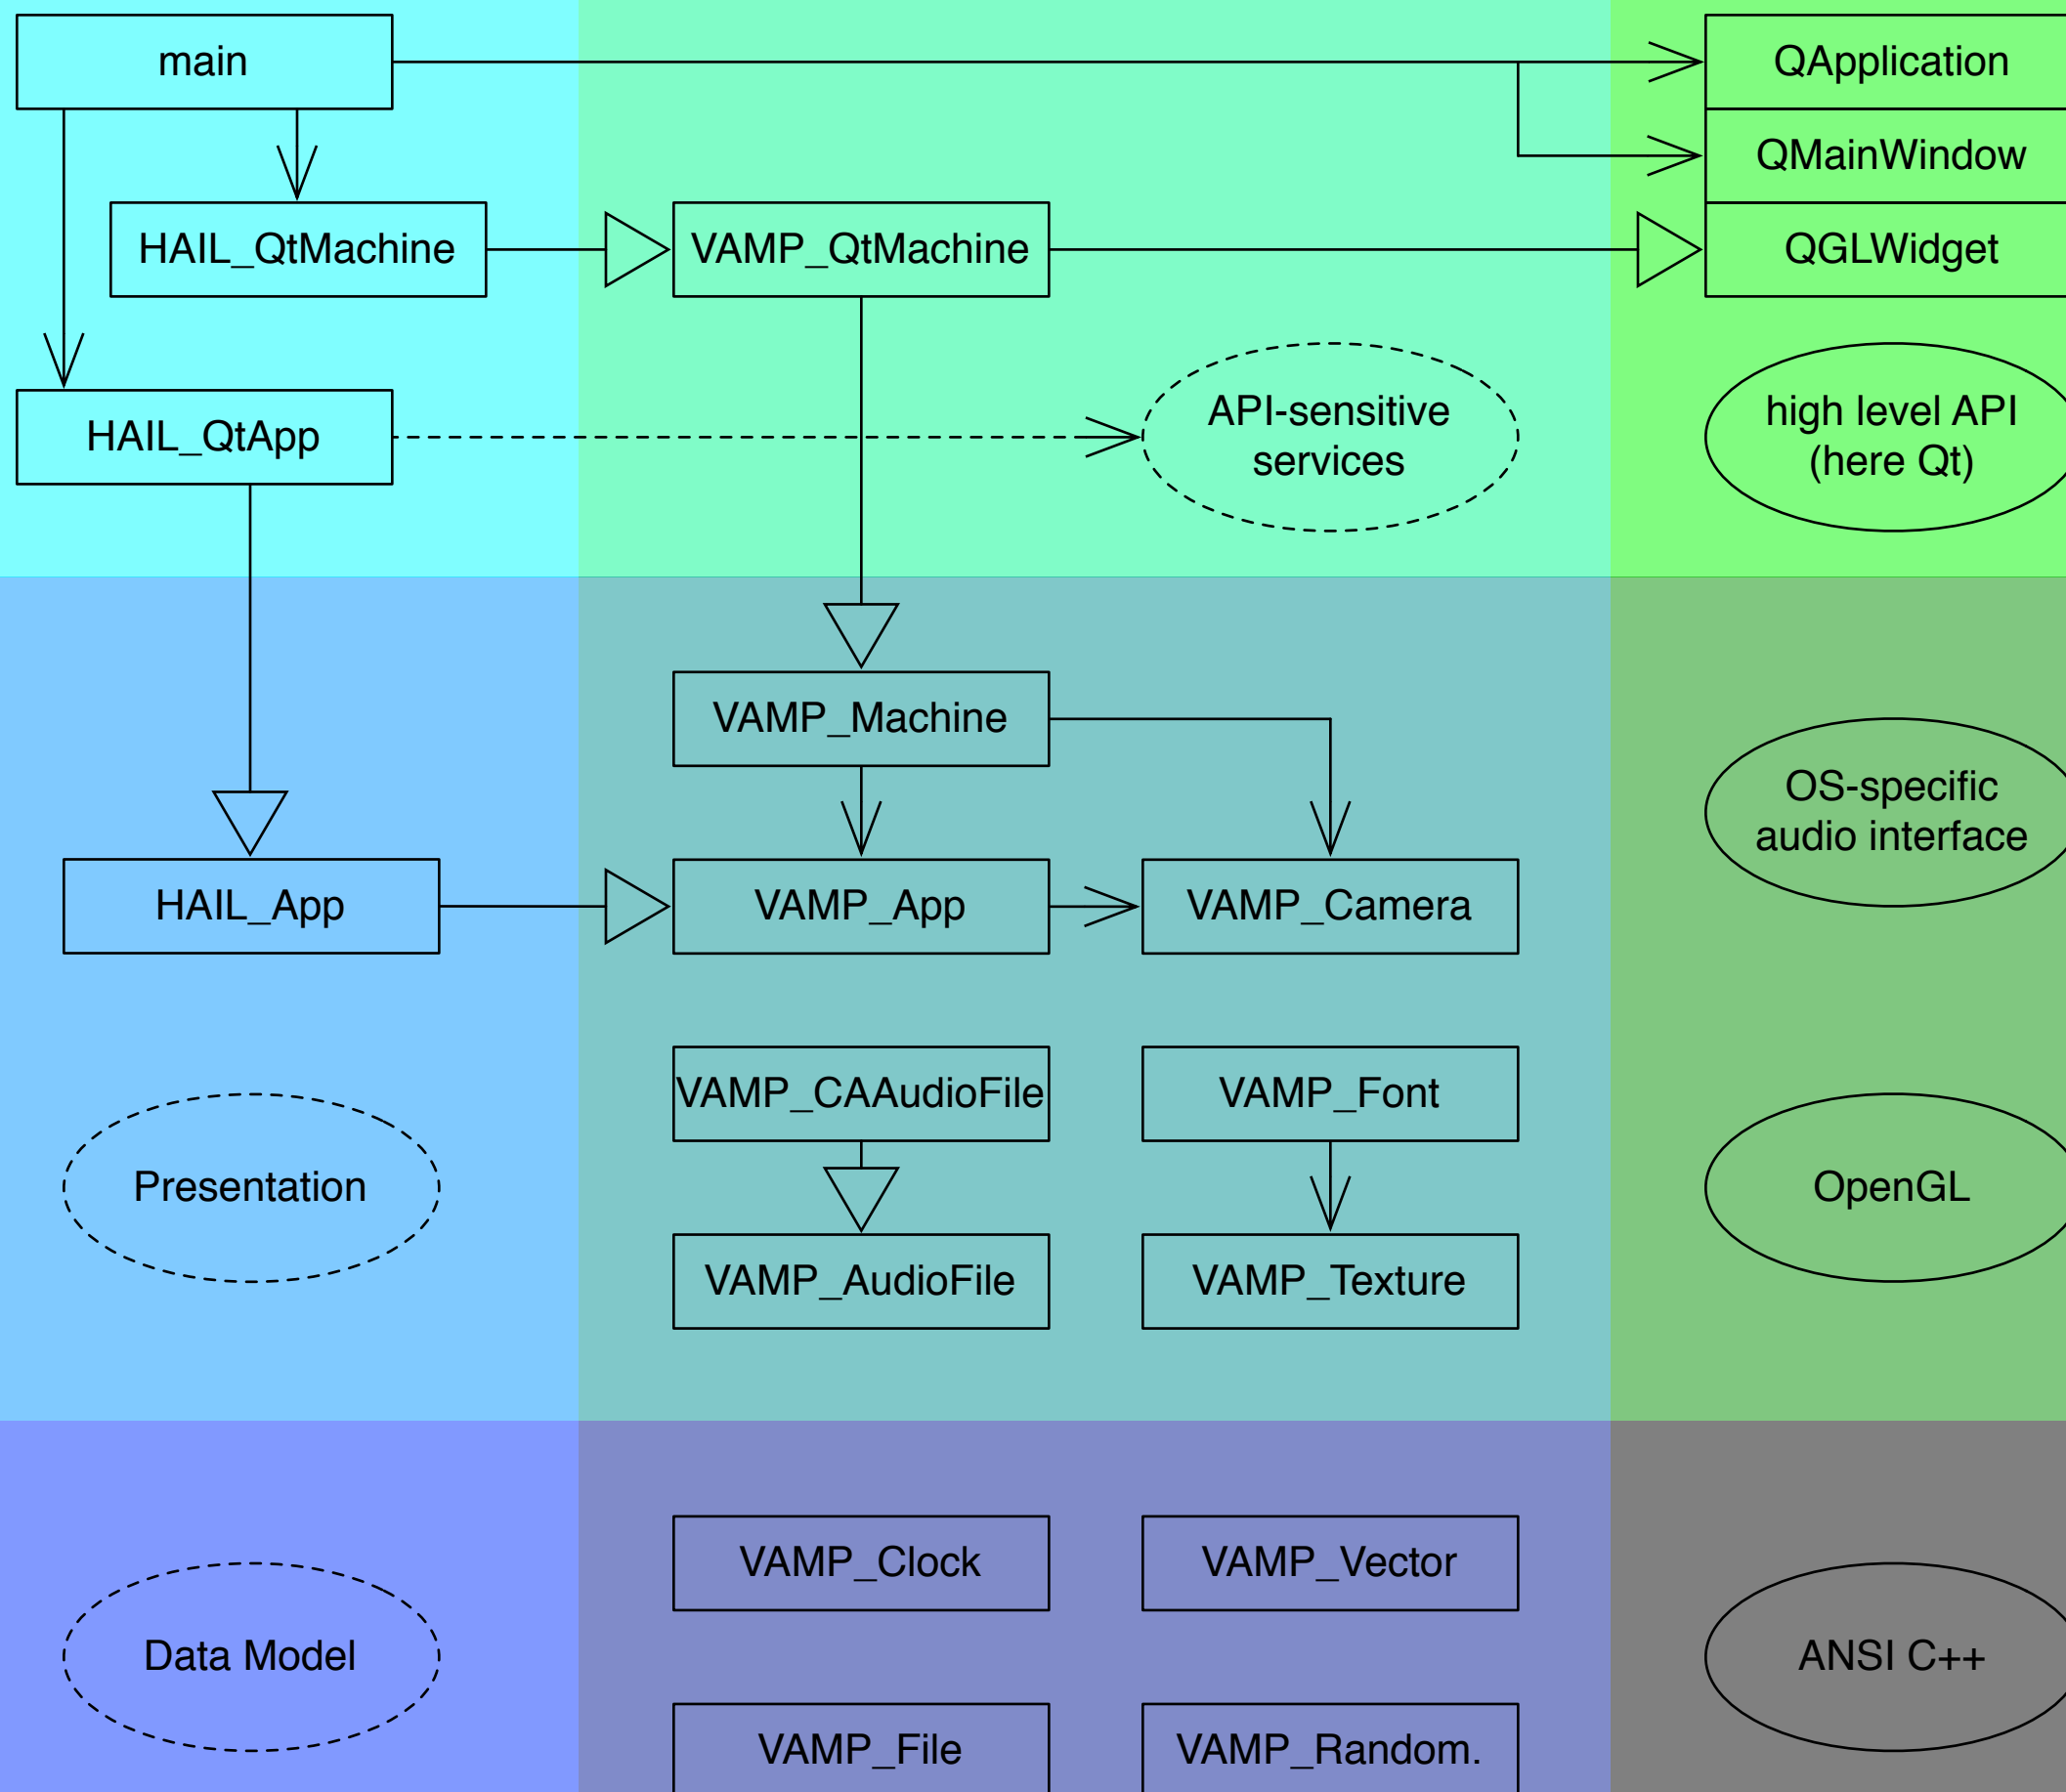 main
QApplication
QMainWindow
HAIL_QtMachine
VAMP_QtMachine
QGLWidget
HAIL_QtApp
API-sensitive
services
high level API
(here Qt)
VAMP_Machine
OS-specific
audio interface
HAIL_App
VAMP_App
VAMP_Camera
VAMP_CAAudioFile
VAMP_Font
Presentation
OpenGL
VAMP_AudioFile
VAMP_Texture
VAMP_Clock
VAMP_Vector
Data Model
ANSI C++
VAMP_File
VAMP_Random.